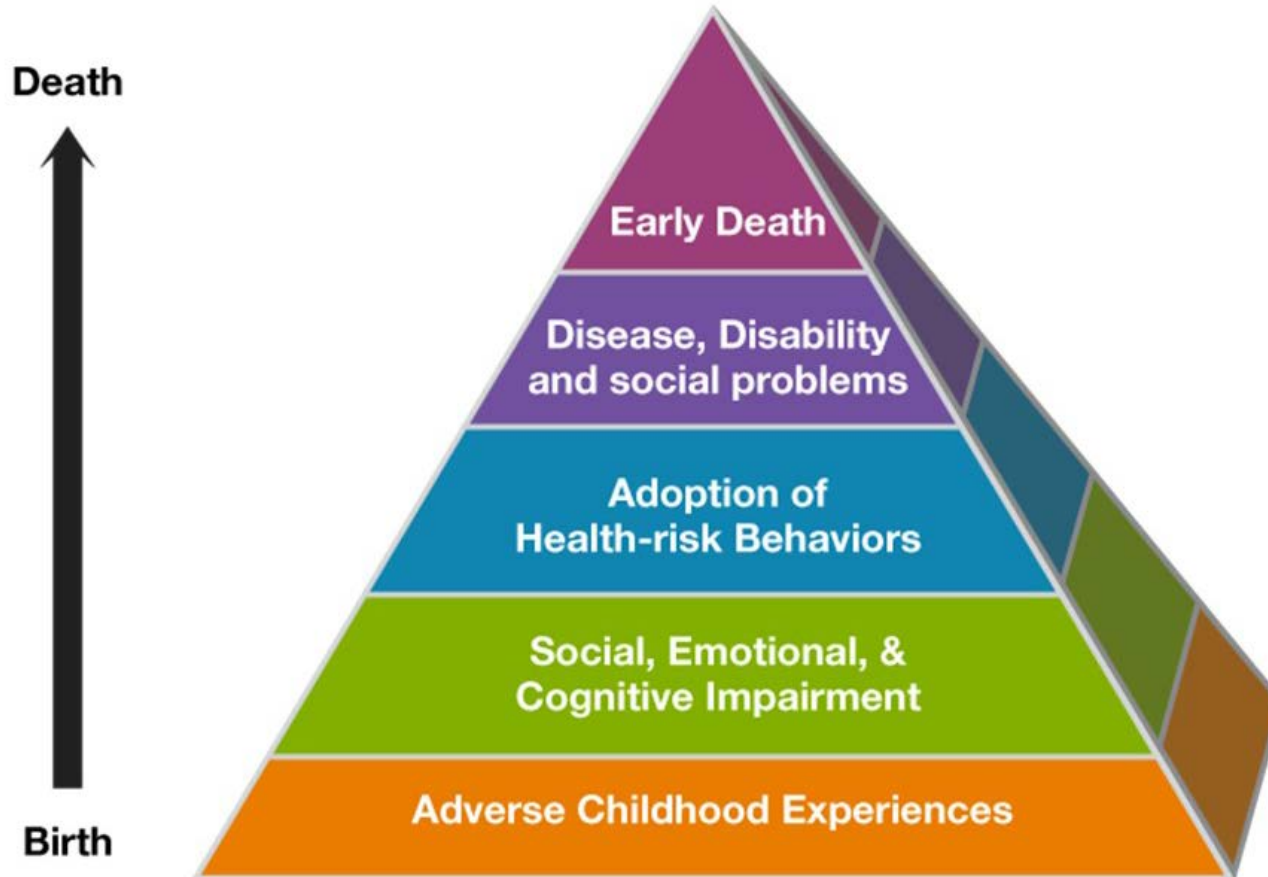 Death
Early Death
Disease, Disability
and social problems
Adoption of
Health-risk Behaviors
Social, Emotional, &
Cognitive Impairment
Adverse Childhood Experiences
Birth